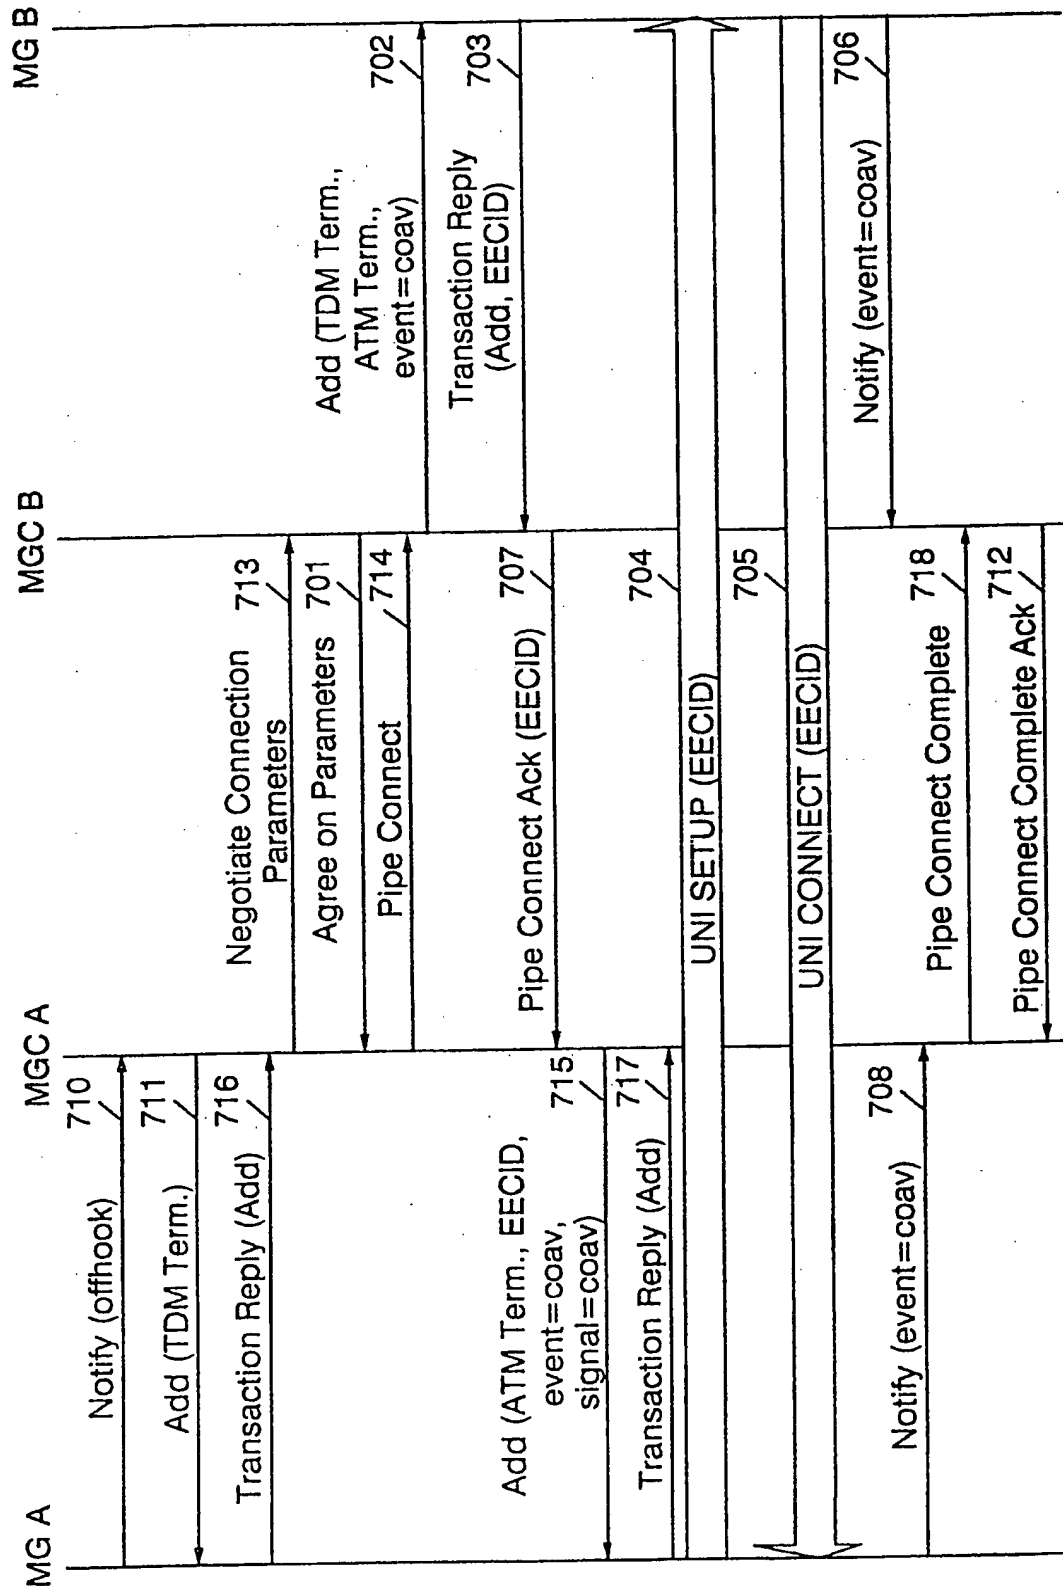 MG A
MGC A
MGC B
MG B
710
Notify (offhook)
711
Add (TDM Term.)
716
Transaction Reply (Add)
713
Negotiate Connection
Parameters
701
Agree on Parameters
714
Pipe Connect
702
Add (TDM Term.,
ATM Term.,
event=coav)
703
Transaction Reply
(Add, EECID)
707
Pipe Connect Ack (EECID)
715
Add (ATM Term., EECID,
event=coav,
signal=coav)
717
Transaction Reply (Add)
704
UNI SETUP (EECID)
705
UNI CONNECT (EECID)
706
Notify (event=coav)
708
Notify (event=coav)
718
Pipe Connect Complete
712
Pipe Connect Complete Ack